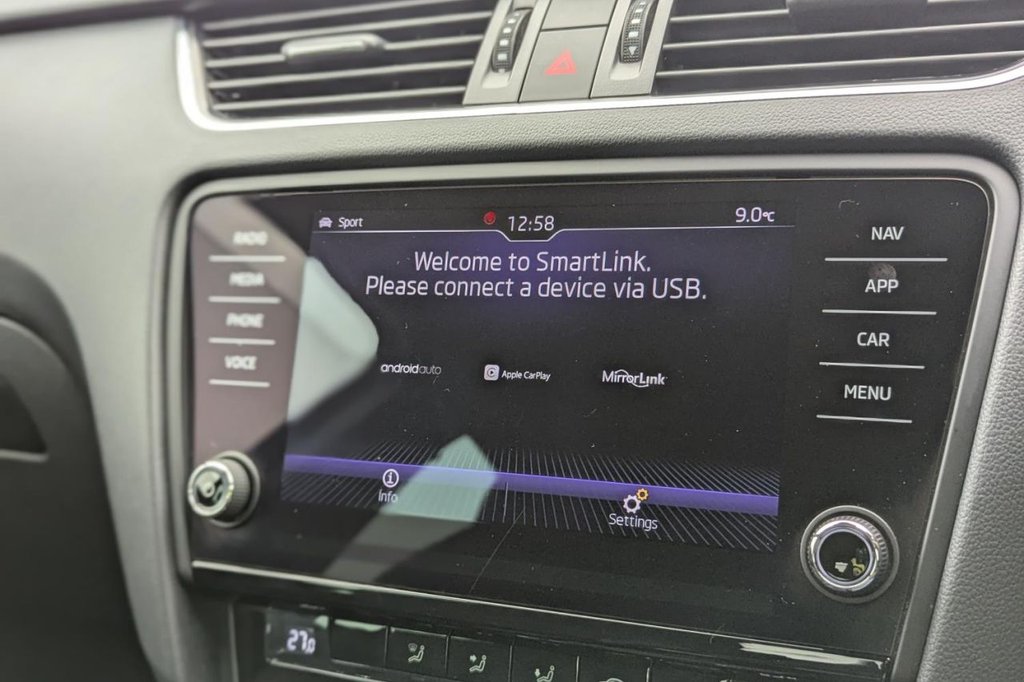 Sport 12:58 9.0°C
Welcome to SmartLink.
Please connect a device via USB.
androidauto Apple CarPlay MirrorLink
Info Settings
RADIO
MEDIA
PHONE
VOICE
NAV
APP
CAR
MENU
27.0